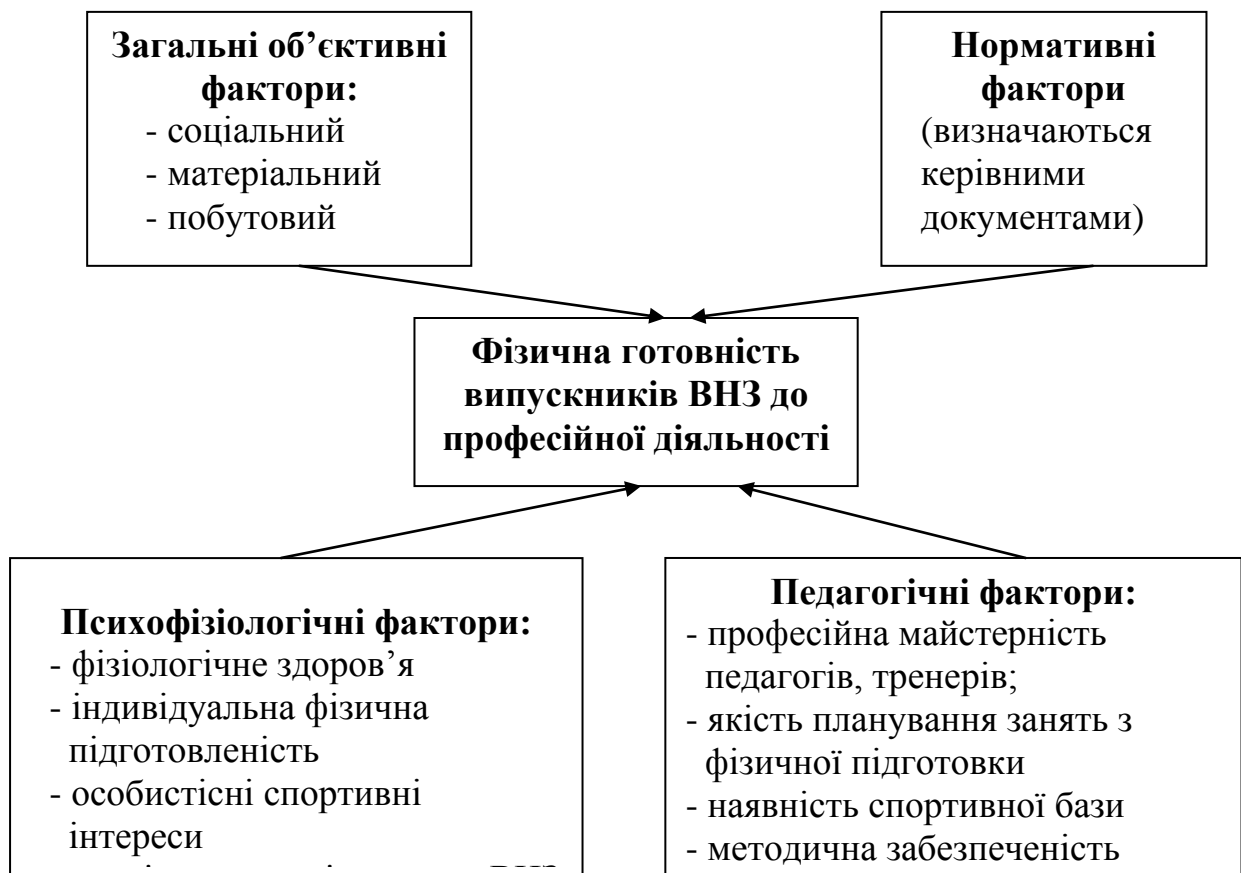 Загальні об’єктивні
фактори:
- соціальний
- матеріальний
- побутовий
Нормативні
фактори
(визначаються
керівними
документами)
Фізична готовність
випускників ВНЗ до
професійної діяльності
Психофізіологічні фактори:
- фізіологічне здоров’я
- індивідуальна фізична
підготовленість
- особистісні спортивні
інтереси
ВНЗ
Педагогічні фактори:
- професійна майстерність
педагогів, тренерів;
- якість планування занять з
фізичної підготовки
- наявність спортивної бази
- методична забезпеченість